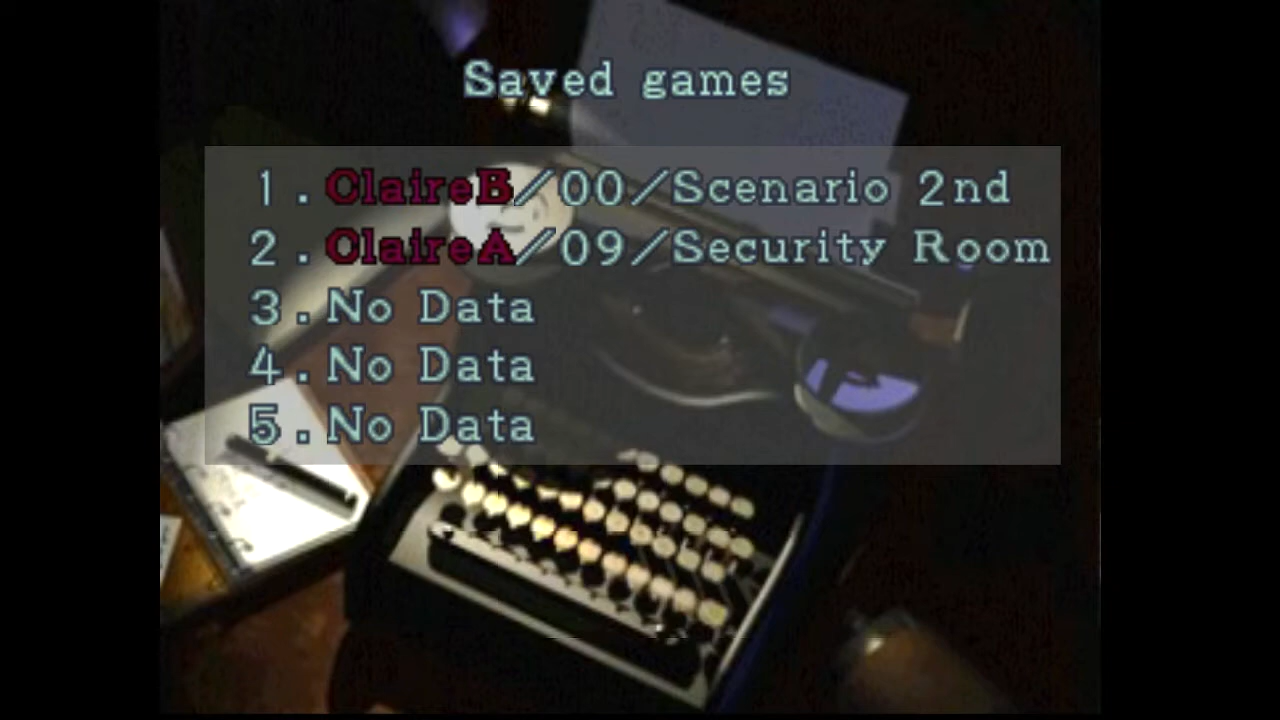 Saved games
1.ClaireB/00/Scenario 2nd
2.ClaireA/09/Security Room
3.No Data
4.No Data
5.No Data